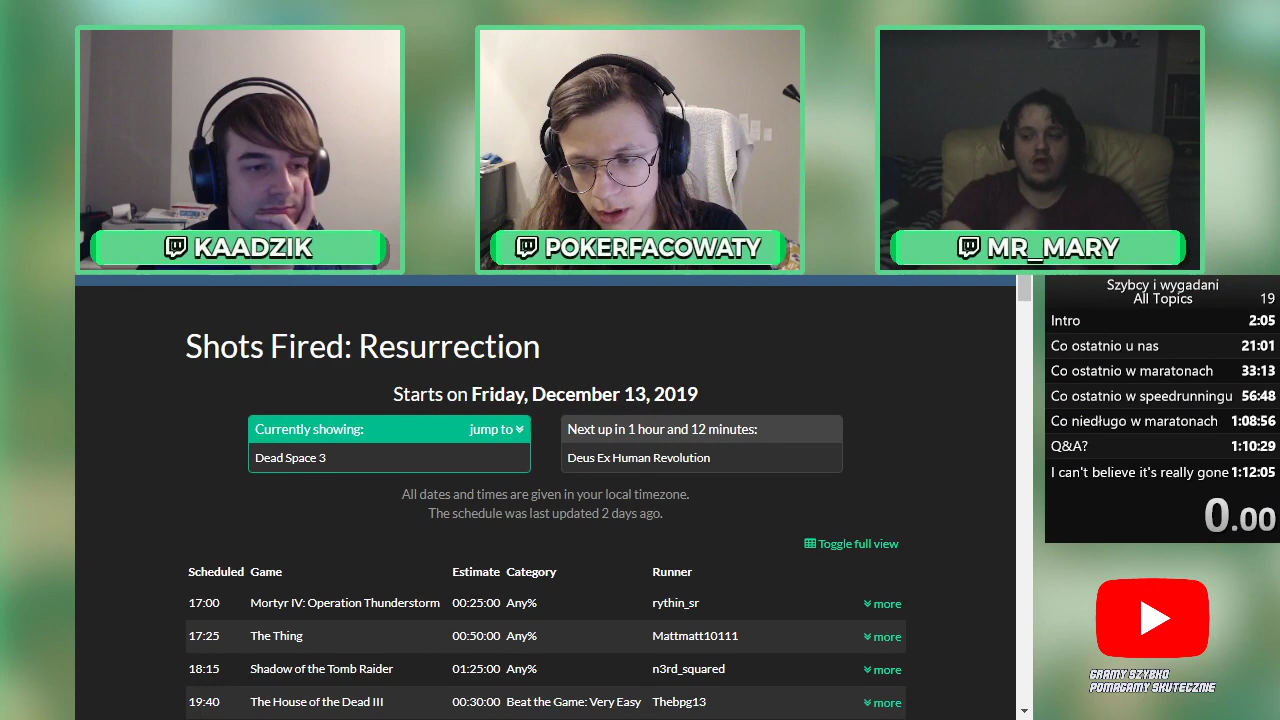 KAADZIK
POKERFACOWATY
MR_MARY
Shots Fired: Resurrection
Starts on Friday, December 13, 2019
Currently showing: jump to
Dead Space 3
Next up in 1 hour and 12 minutes:
Deus Ex Human Revolution
All dates and times are given in your local timezone.
The schedule was last updated 2 days ago.
Toggle full view
Scheduled Game Estimate Category Runner
17:00 Mortyr IV: Operation Thunderstorm 00:25:00 Any% rythin_sr more
17:25 The Thing 00:50:00 Any% Mattmatt10111 more
18:15 Shadow of the Tomb Raider 01:25:00 Any% n3rd_squared more
19:40 The House of the Dead III 00:30:00 Beat the Game: Very Easy Thebpg13 more
Szybcy i wygadani
All Topics 19
Intro 2:05
Co ostatnio u nas 21:01
Co ostatnio w maratonach 33:13
Co ostatnio w speedrunningu 56:48
Co niedługo w maratonach 1:08:56
Q&A? 1:10:29
I can't believe it's really gone 1:12:05
0.00
GRAMY SZYBKO
POMAGAMY SKUTECZNIE